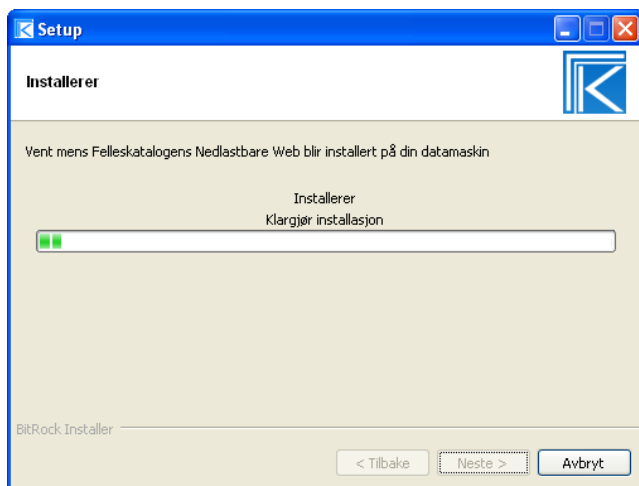 Setup
Installerer
Vent mens Felleskatalogens Nedlastbare Web blir installert på din datamaskin
Installerer
Klargjør installasjon
BitRock Installer
< Tilbake
Neste >
Avbryt